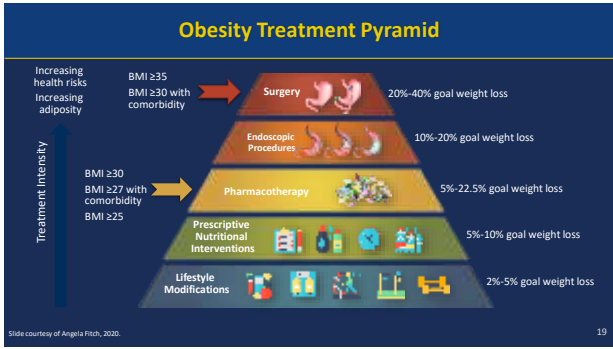 Obesity Treatment Pyramid
Increasing
health risks
Increasing
adiposity
Treatment Intensity
BMI ≥35
BMI ≥30 with
comorbidity
Surgery
20%-40% goal weight loss
Endoscopic
Procedures
10%-20% goal weight loss
BMI ≥30
BMI ≥27 with
comorbidity
BMI ≥25
Pharmacotherapy
5%-22.5% goal weight loss
Prescriptive
Nutritional
Interventions
5%-10% goal weight loss
Lifestyle
Modifications
2%-5% goal weight loss
Slide courtesy of Angela Fitch, 2020.
19